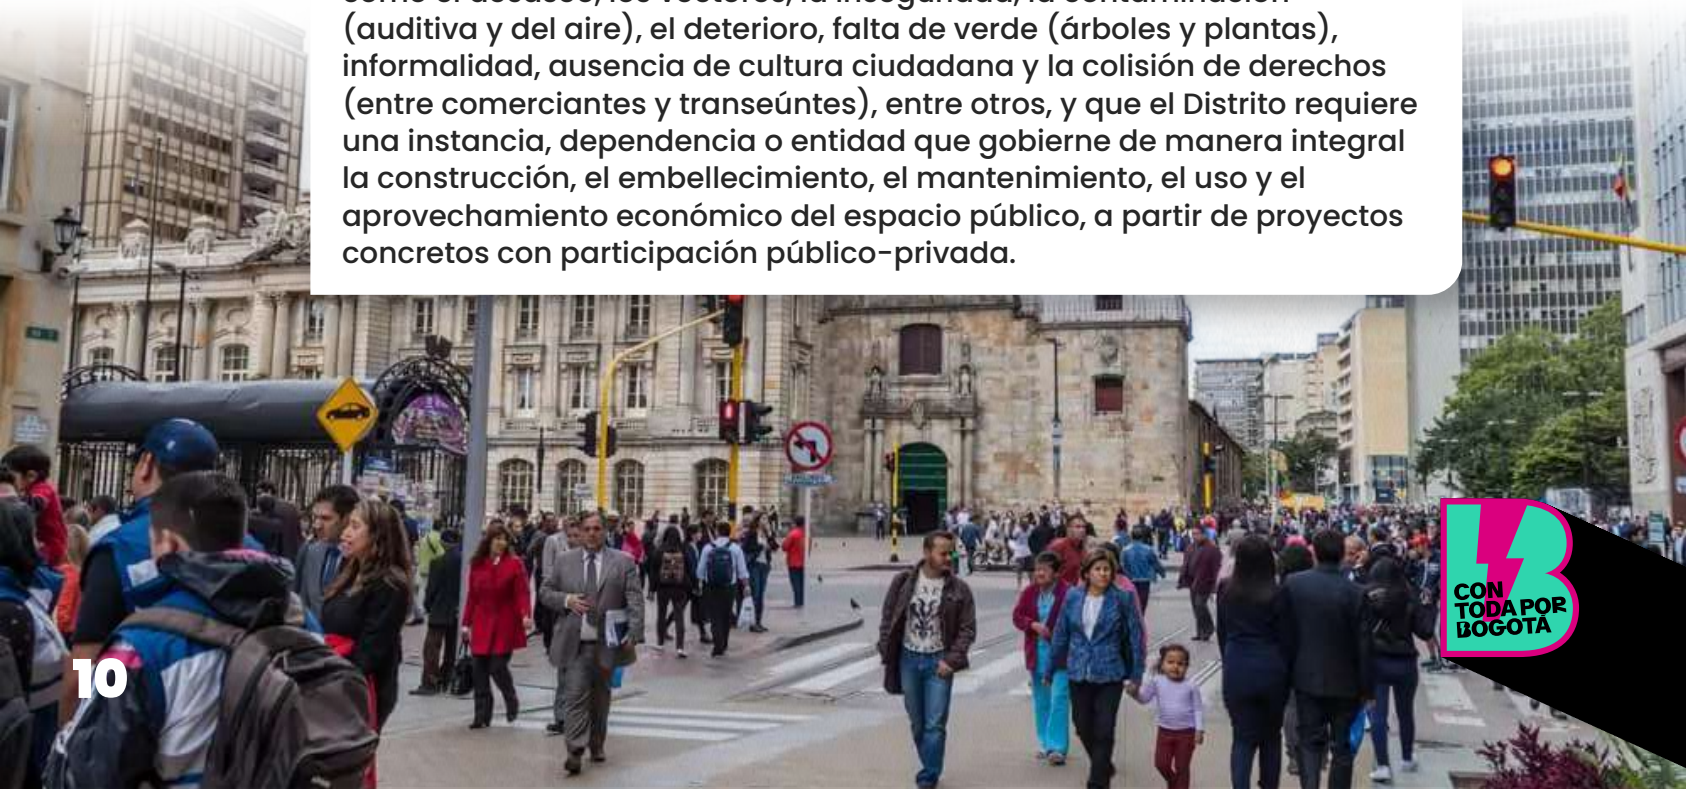 (auditiva y del aire), el deterioro, falta de verde (árboles y plantas),
informalidad, ausencia de cultura ciudadana y la colisión de derechos
(entre comerciantes y transeúntes), entre otros, y que el Distrito requiere
una instancia, dependencia o entidad que gobierne de manera integral
la construcción, el embellecimiento, el mantenimiento, el uso y el
aprovechamiento económico del espacio público, a partir de proyectos
concretos con participación público-privada.
CON
TODA POR
BOGOTÁ
10